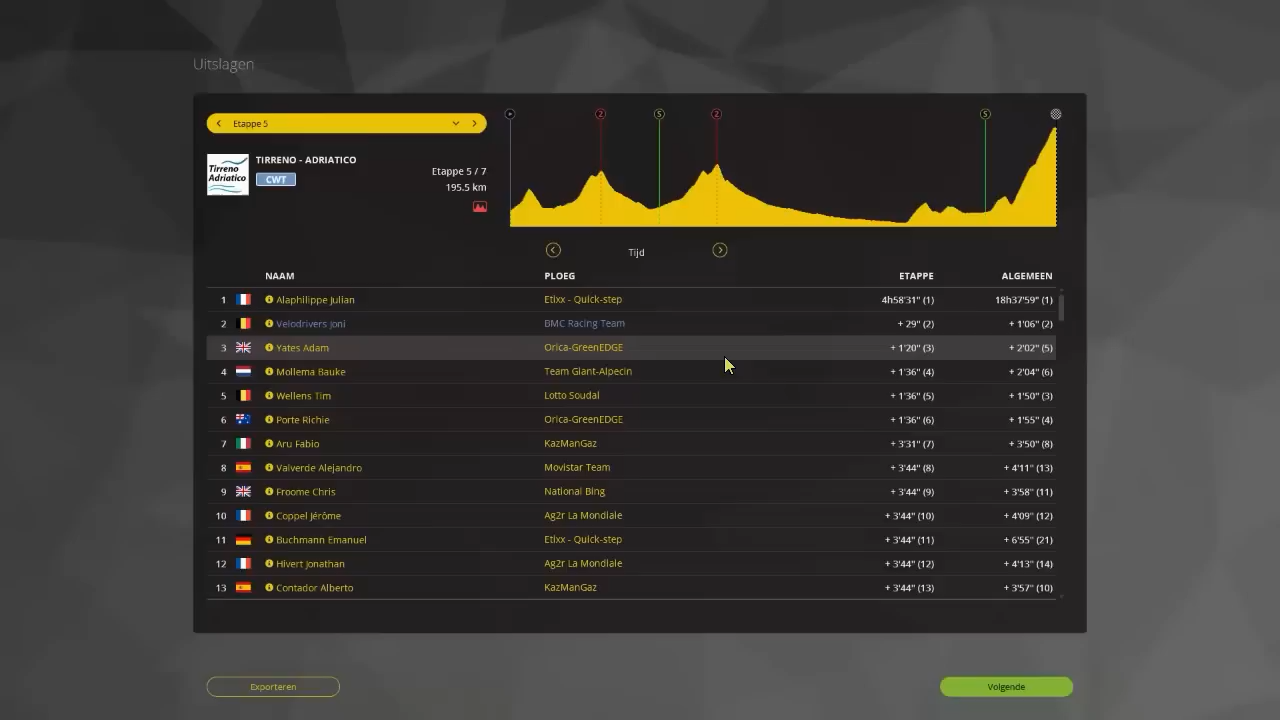 Uitslagen
Etappe 5
Tirreno
Adriatico
TIRRENO - ADRIATICO
CWT
Etappe 5 / 7
195.5 km
2 S 2 S
Tijd
NAAM PLOEG ETAPPE ALGEMEEN
1 Alaphilippe Julian Etixx - Quick-step 4h58'31" (1) 18h37'59" (1)
2 Velodrivers Joni BMC Racing Team + 29" (2) + 1'06" (2)
3 Yates Adam Orica-GreenEDGE + 1'20" (3) + 2'02" (5)
4 Mollema Bauke Team Giant-Alpecin + 1'36" (4) + 2'04" (6)
5 Wellens Tim Lotto Soudal + 1'36" (5) + 1'50" (3)
6 Porte Richie Orica-GreenEDGE + 1'36" (6) + 1'55" (4)
7 Aru Fabio KazManGaz + 3'31" (7) + 3'50" (8)
8 Valverde Alejandro Movistar Team + 3'44" (8) + 4'11" (13)
9 Froome Chris National Bing + 3'44" (9) + 3'58" (11)
10 Coppel Jérôme Ag2r La Mondiale + 3'44" (10) + 4'09" (12)
11 Buchmann Emanuel Etixx - Quick-step + 3'44" (11) + 6'55" (21)
12 Hivert Jonathan Ag2r La Mondiale + 3'44" (12) + 4'13" (14)
13 Contador Alberto KazManGaz + 3'44" (13) + 3'57" (10)
Exporteren Volgende